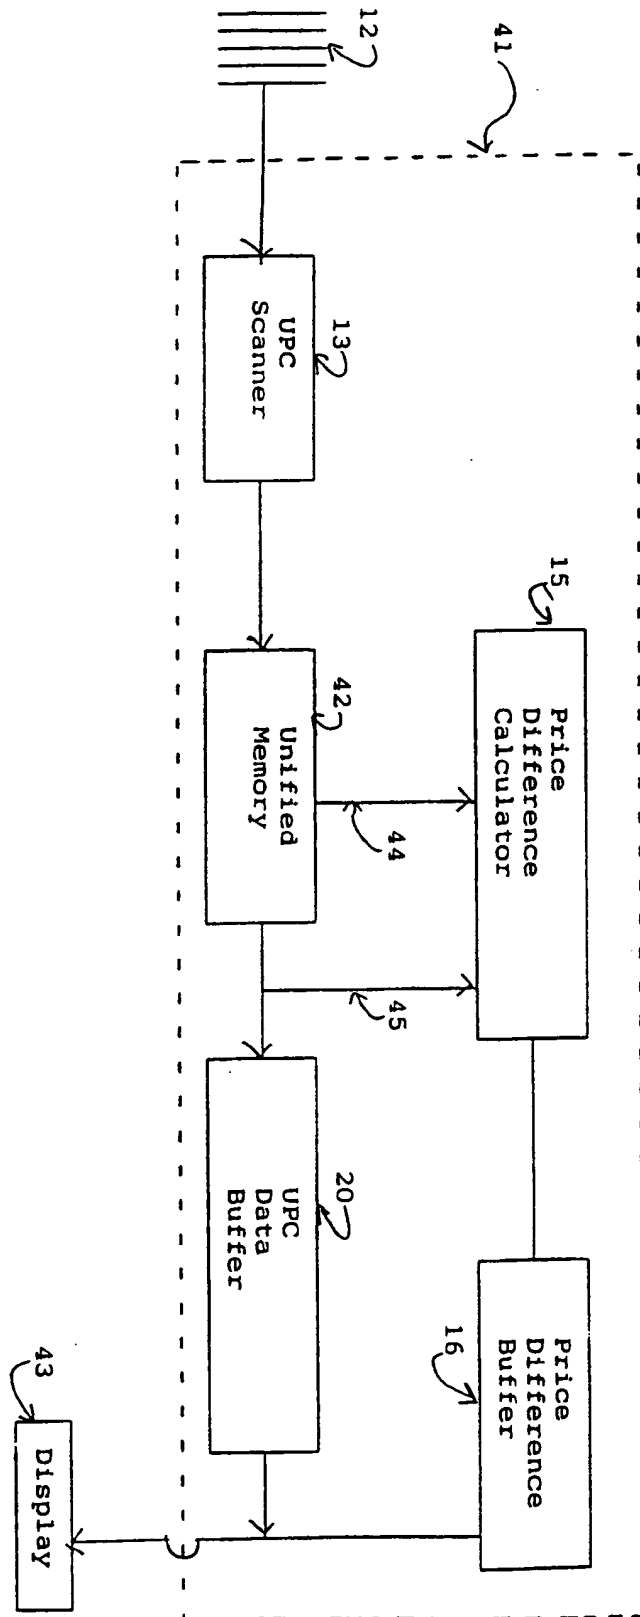 12
41
13
UPC
Scanner
15
Price
Difference
Calculator
42
Unified
Memory
44
45
20
UPC
Data
Buffer
16
Price
Difference
Buffer
43
Display